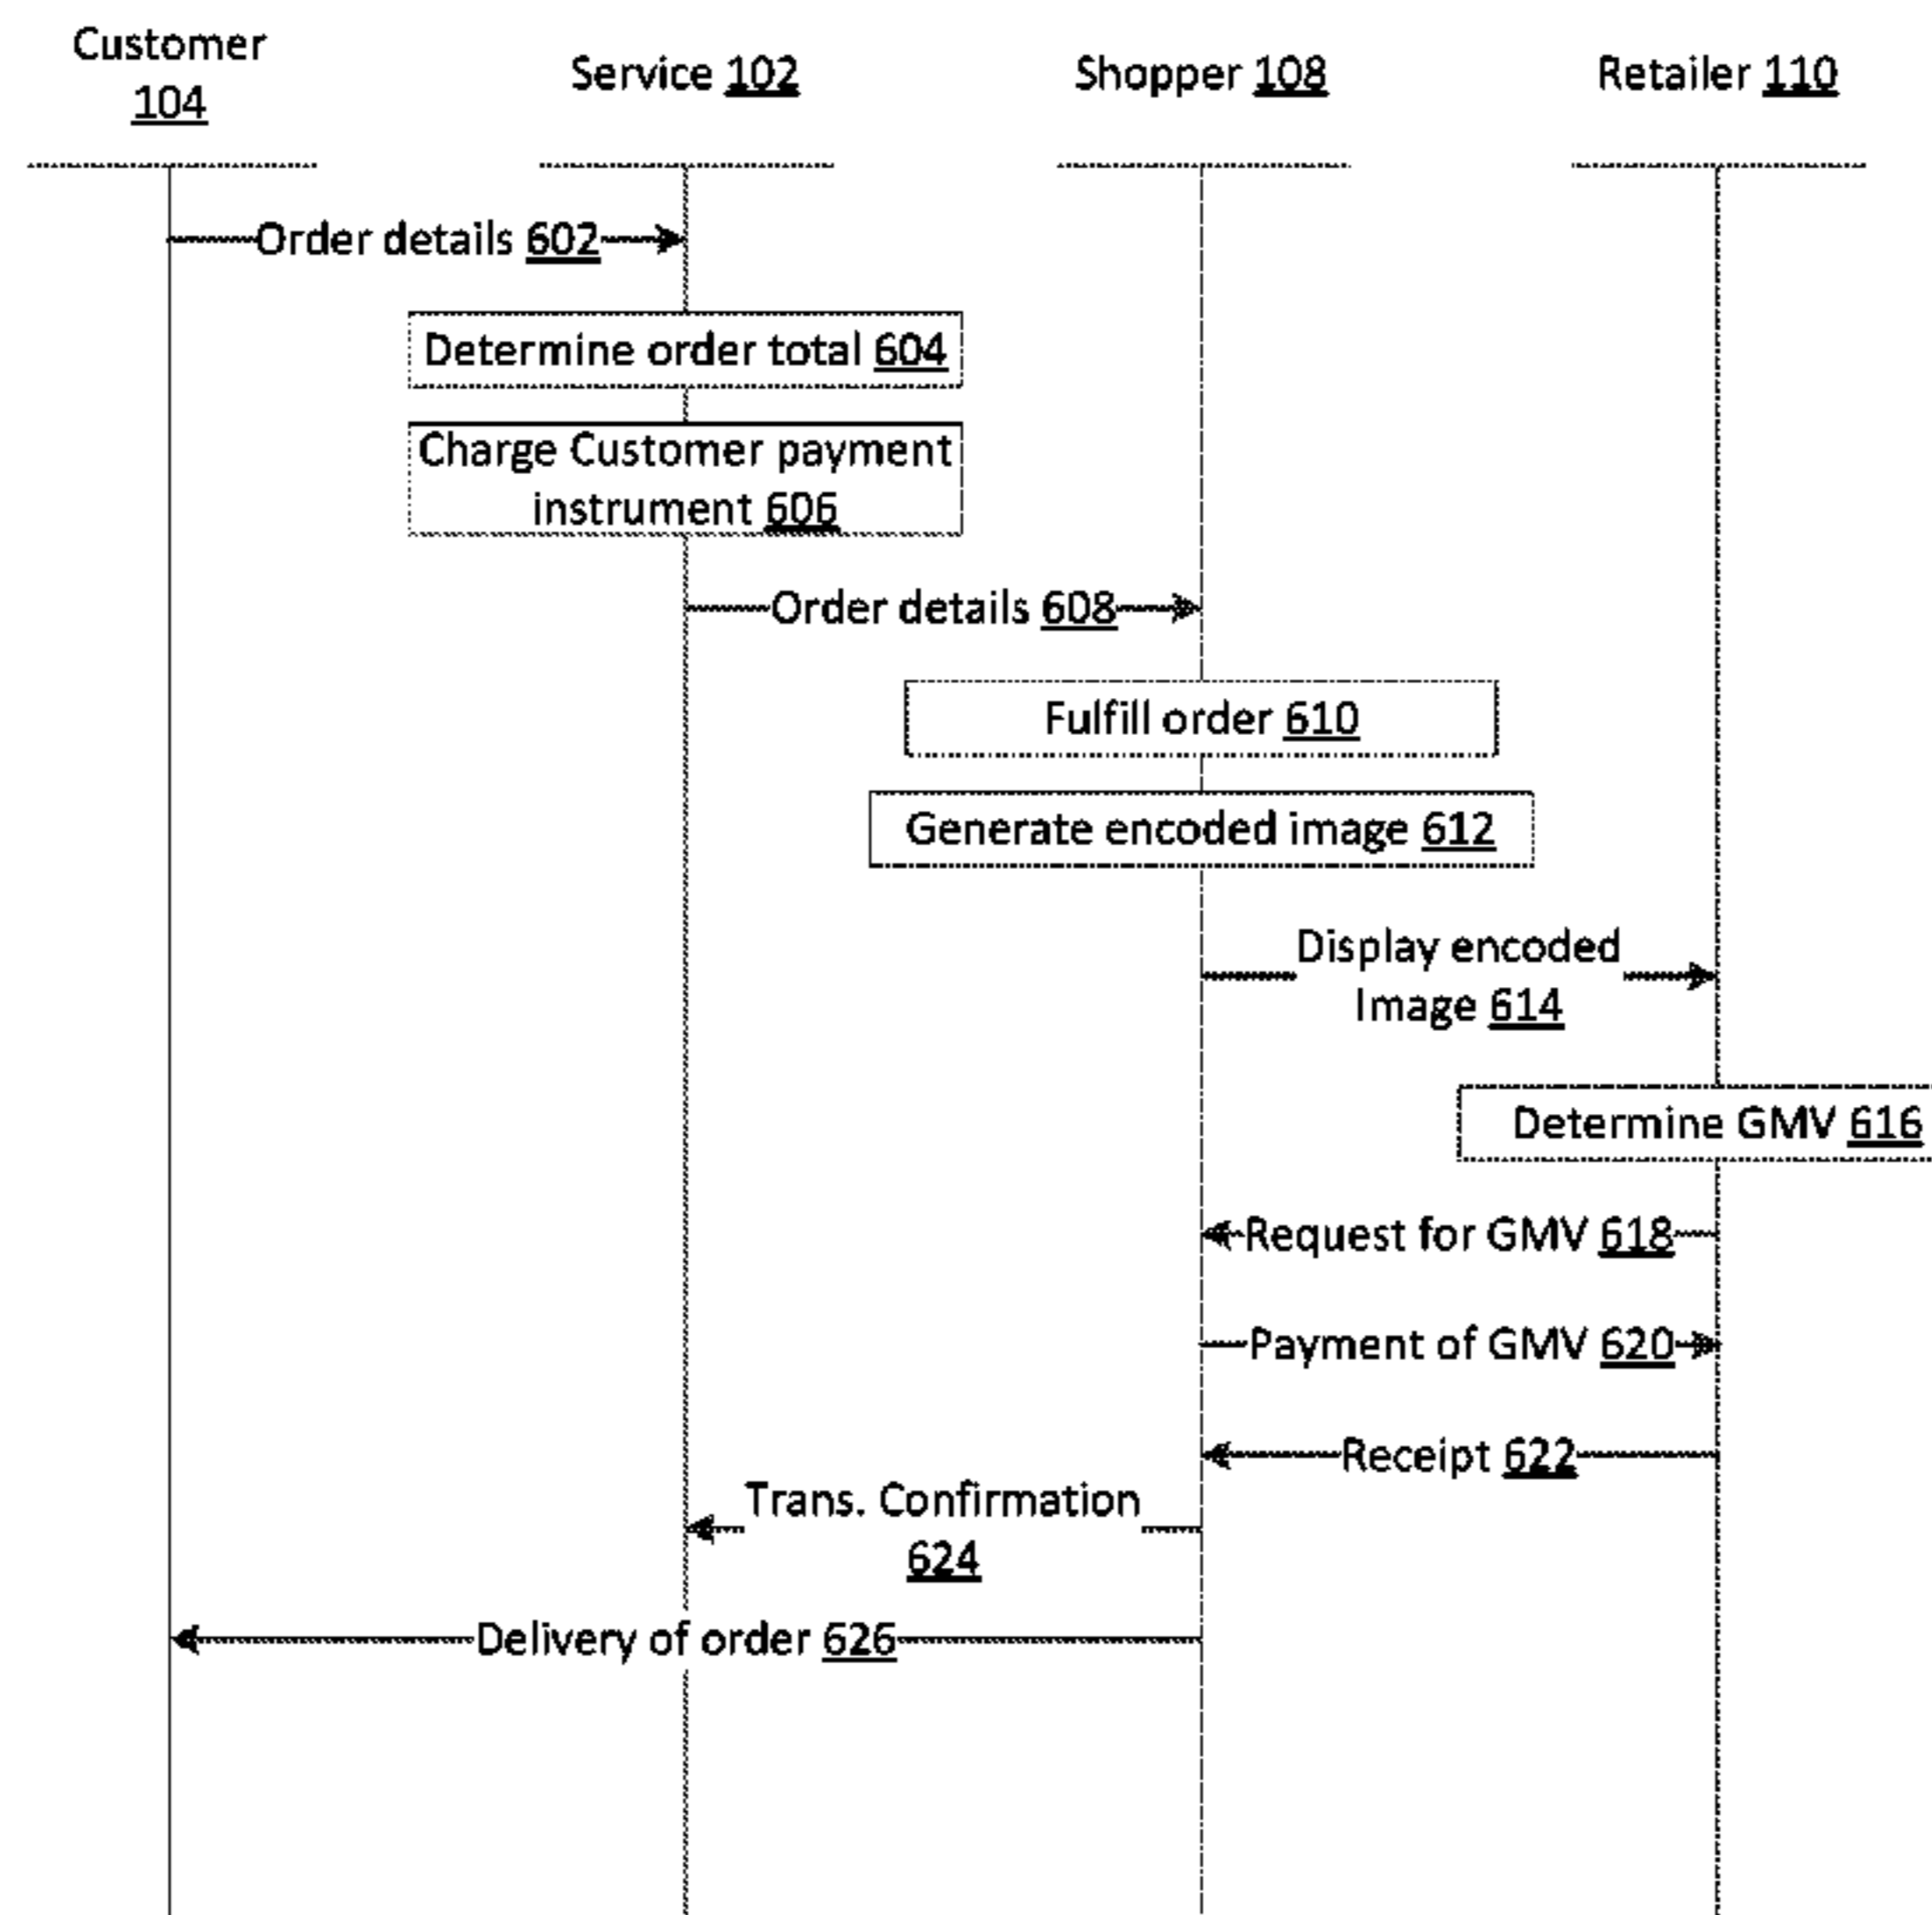 Customer
104
Service 102
Shopper 108
Retailer 110
Order details 602
Determine order total 604
Charge Customer payment
instrument 606
Order details 608
Fulfill order 610
Generate encoded image 612
Display encoded
Image 614
Determine GMV 616
Request for GMV 618
Payment of GMV 620
Receipt 622
Trans. Confirmation
624
Delivery of order 626